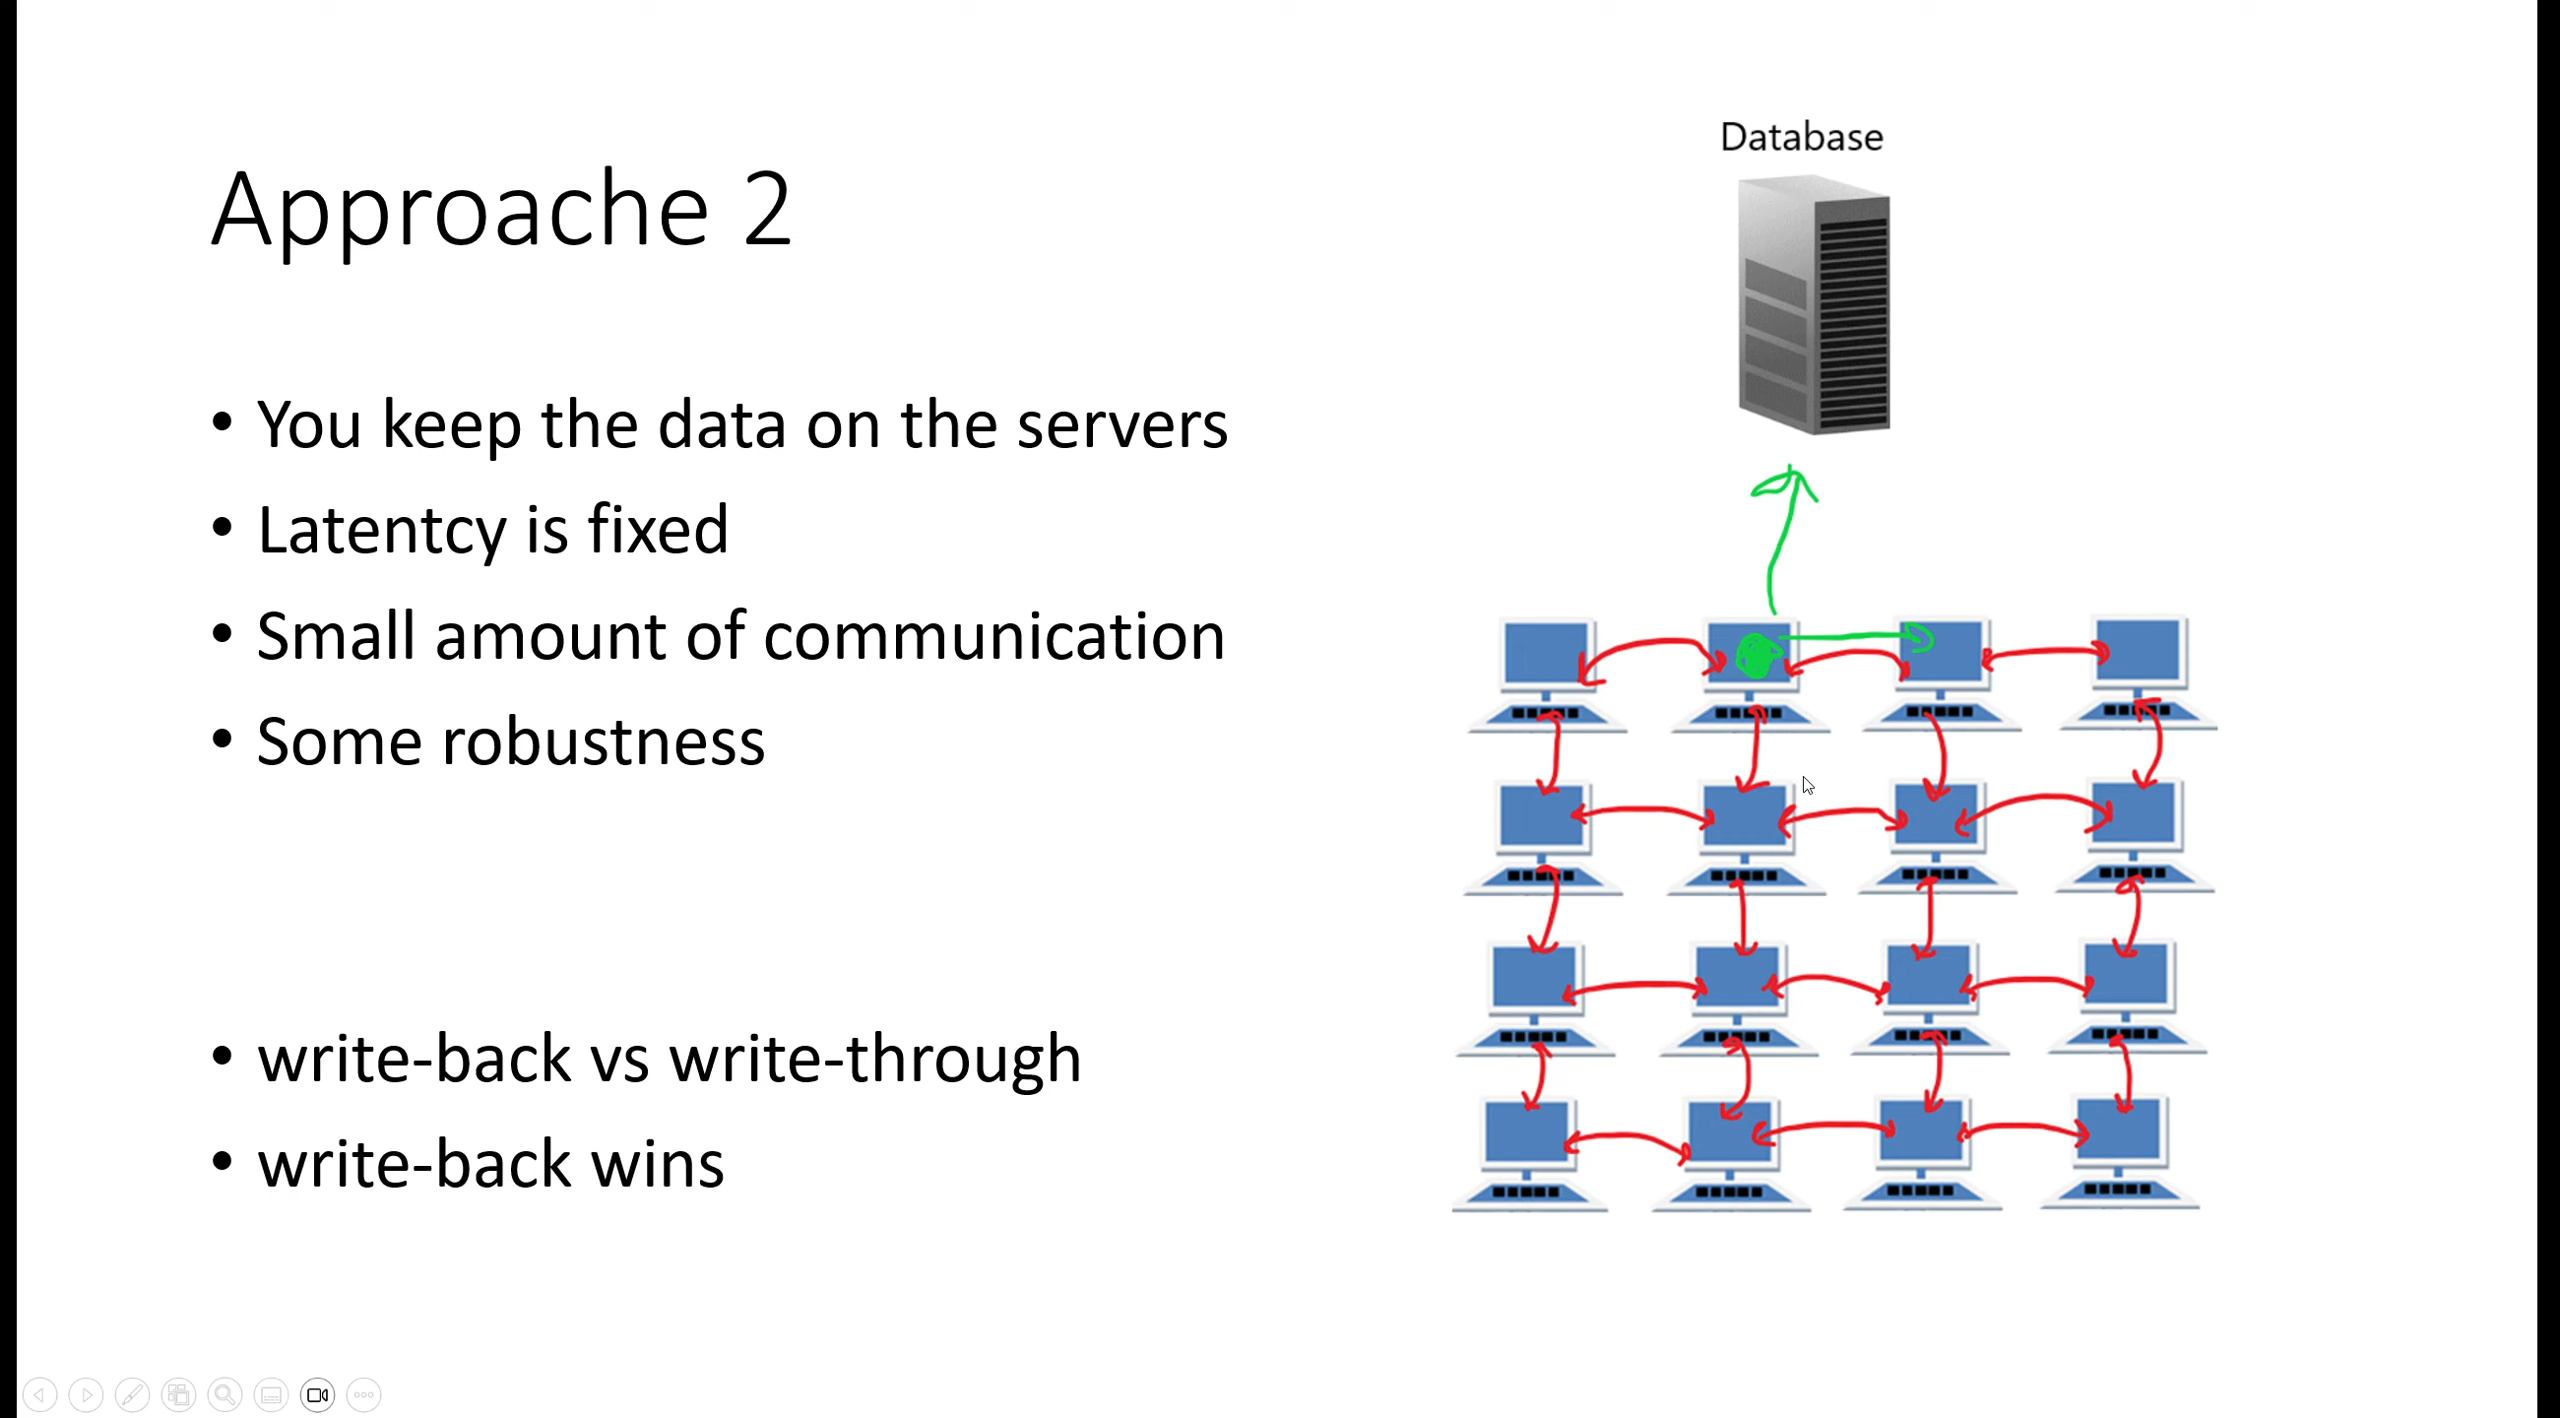 Database
Approache 2
• You keep the data on the servers
• Latentcy is fixed
• Small amount of communication
• Some robustness
• write-back vs write-through
• write-back wins